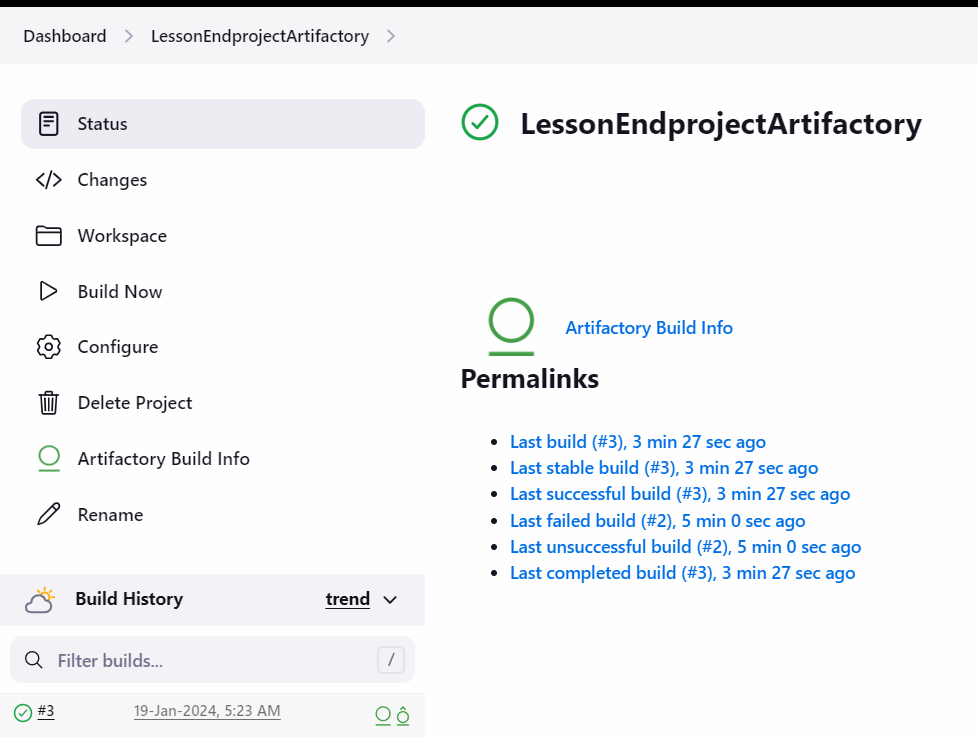 Dashboard
LessonEndprojectArtifactory
Status
Changes
Workspace
Build Now
Configure
Delete Project
Artifactory Build Info
Rename
Build History
trend
Filter builds...
/
#3
19-Jan-2024, 5:23 AM
LessonEndprojectArtifactory
Artifactory Build Info
Permalinks
Last build (#3), 3 min 27 sec ago
Last stable build (#3), 3 min 27 sec ago
Last successful build (#3), 3 min 27 sec ago
Last failed build (#2), 5 min 0 sec ago
Last unsuccessful build (#2), 5 min 0 sec ago
Last completed build (#3), 3 min 27 sec ago